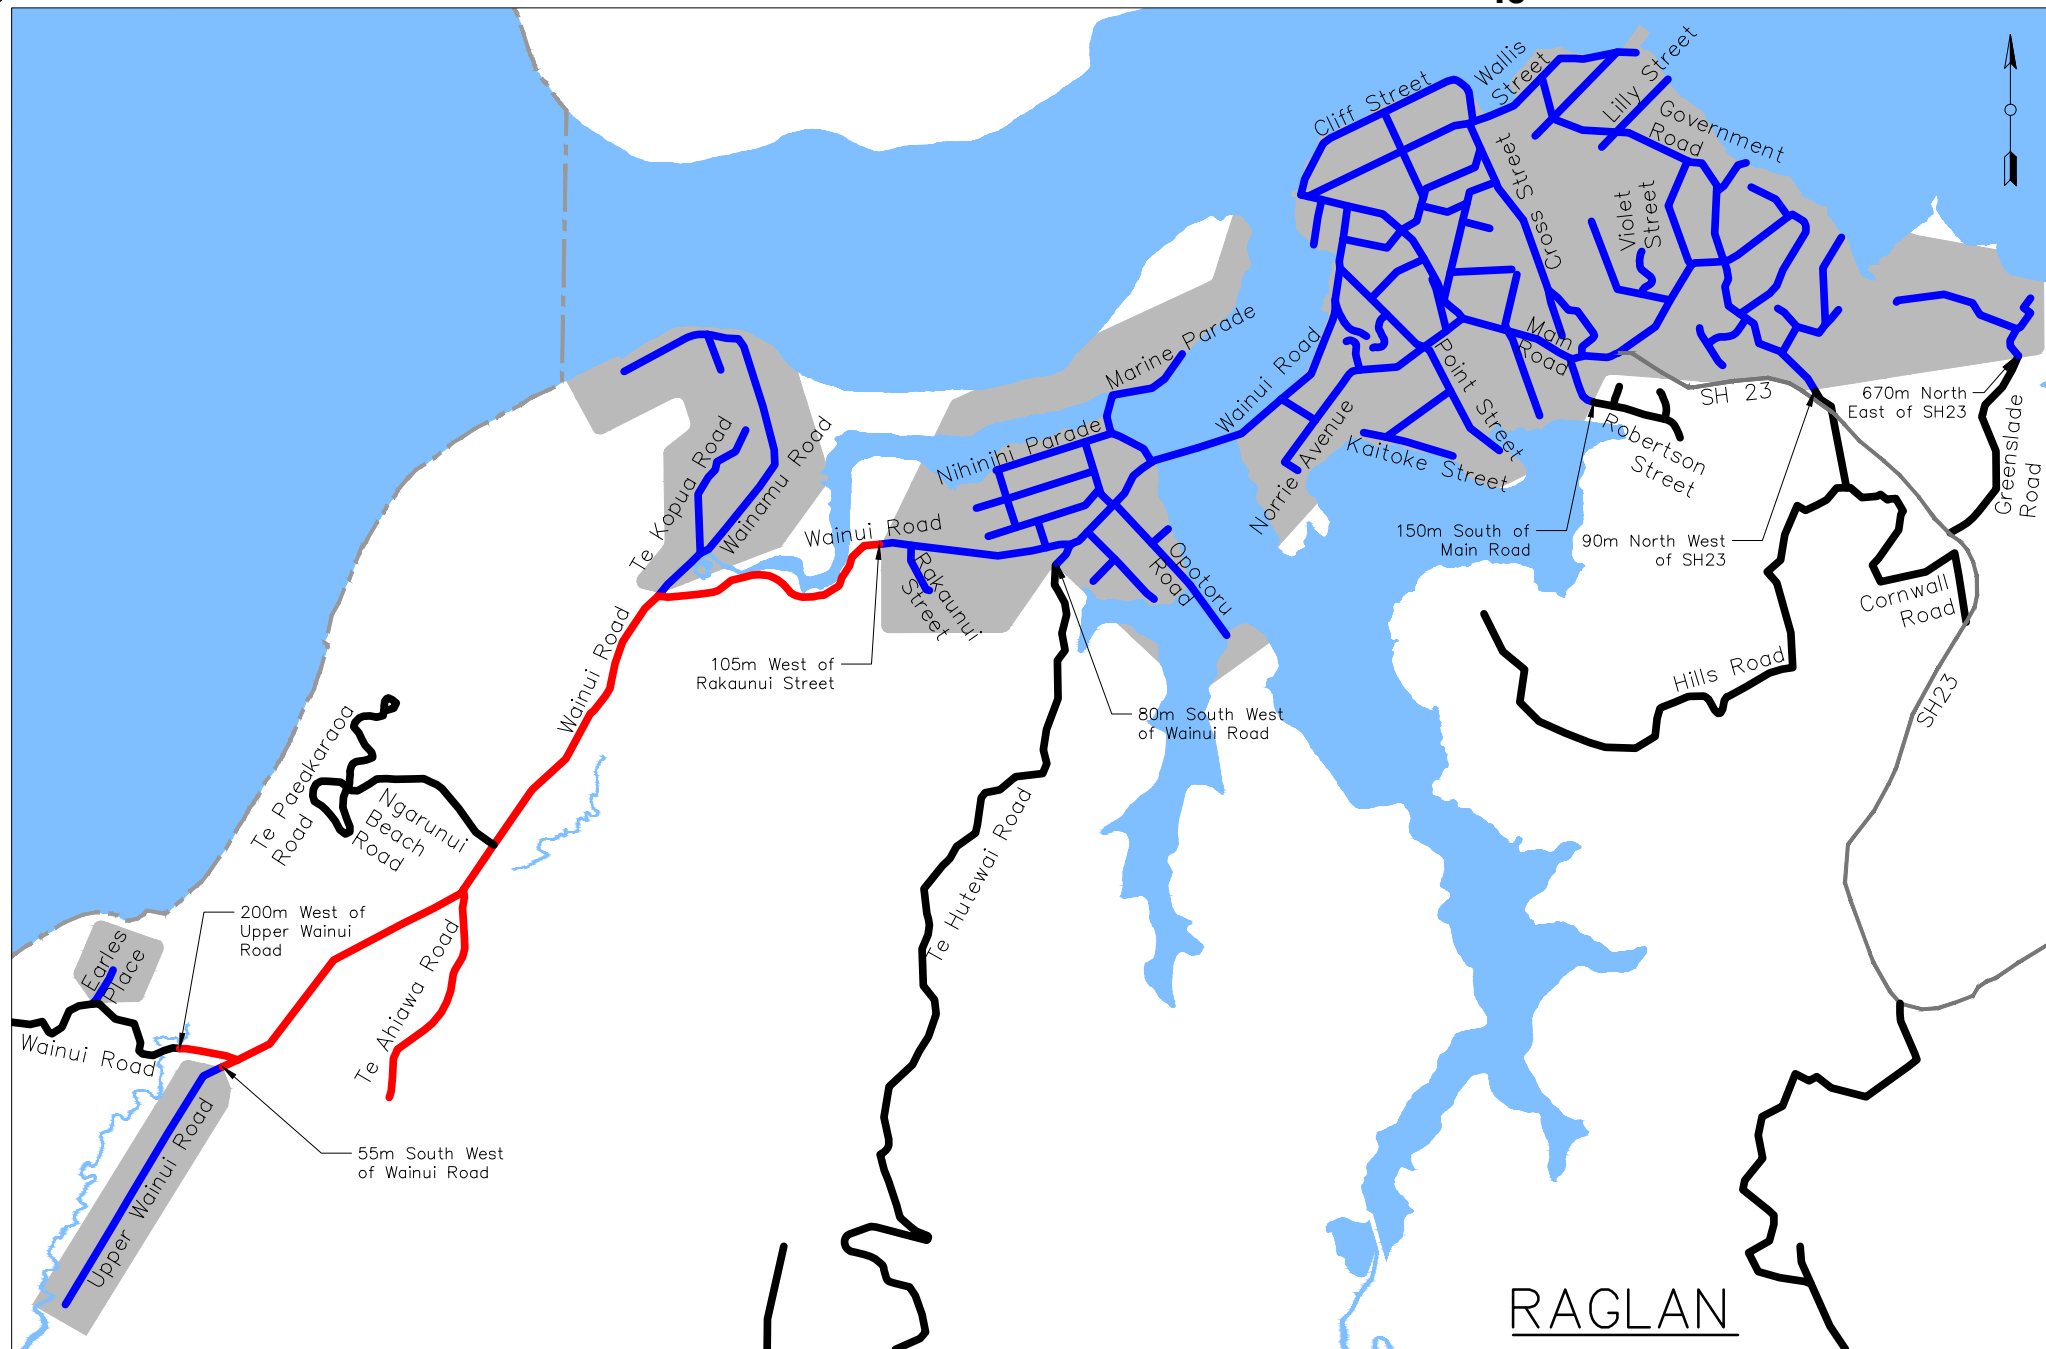 Wallis
Street
Cliff Street
Lilly
Street
Government
Road
Cross Street
Violet
Street
Marine Parade
Main
Road
Wainui Road
Point Street
SH 23
670m North
East of SH23
Greenslade
Road
Nihinihi Parade
Norrie Avenue
Kaitoke Street
Robertson
Street
Te Kopua Road
Wainamu Road
Wainui Road
150m South of
Main Road
90m North West
of SH23
Rakaunui
Street
Opotoru
Road
Cornwall
Road
Wainui Road
105m West of
Rakaunui Street
Hills Road
SH23
80m South West
of Wainui Road
Te Paeakaroa
Road
Ngarunui
Beach
Road
Te Hutewai Road
200m West of
Upper Wainui
Road
Earles
Place
Te Ahiawa Road
Wainui Road
55m South West
of Wainui Road
Upper Wainui Road
RAGLAN